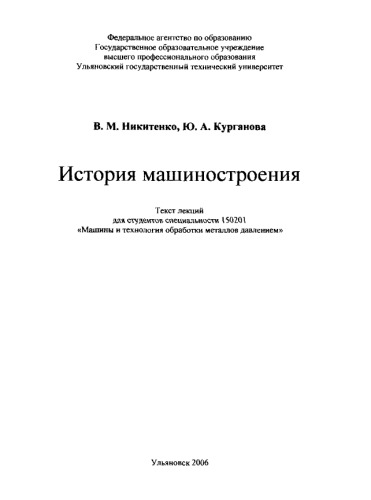 Федеральное агентство по образованию
Государственное образовательное учреждение
высшего профессионального образования
Ульяновский государственный технический университет
В. М. Никитенко, Ю. А. Курганова
История машиностроения
Текст лекций
для студентов специальности 150201
«Машины и технология обработки металлов давлением»
Ульяновск 2006